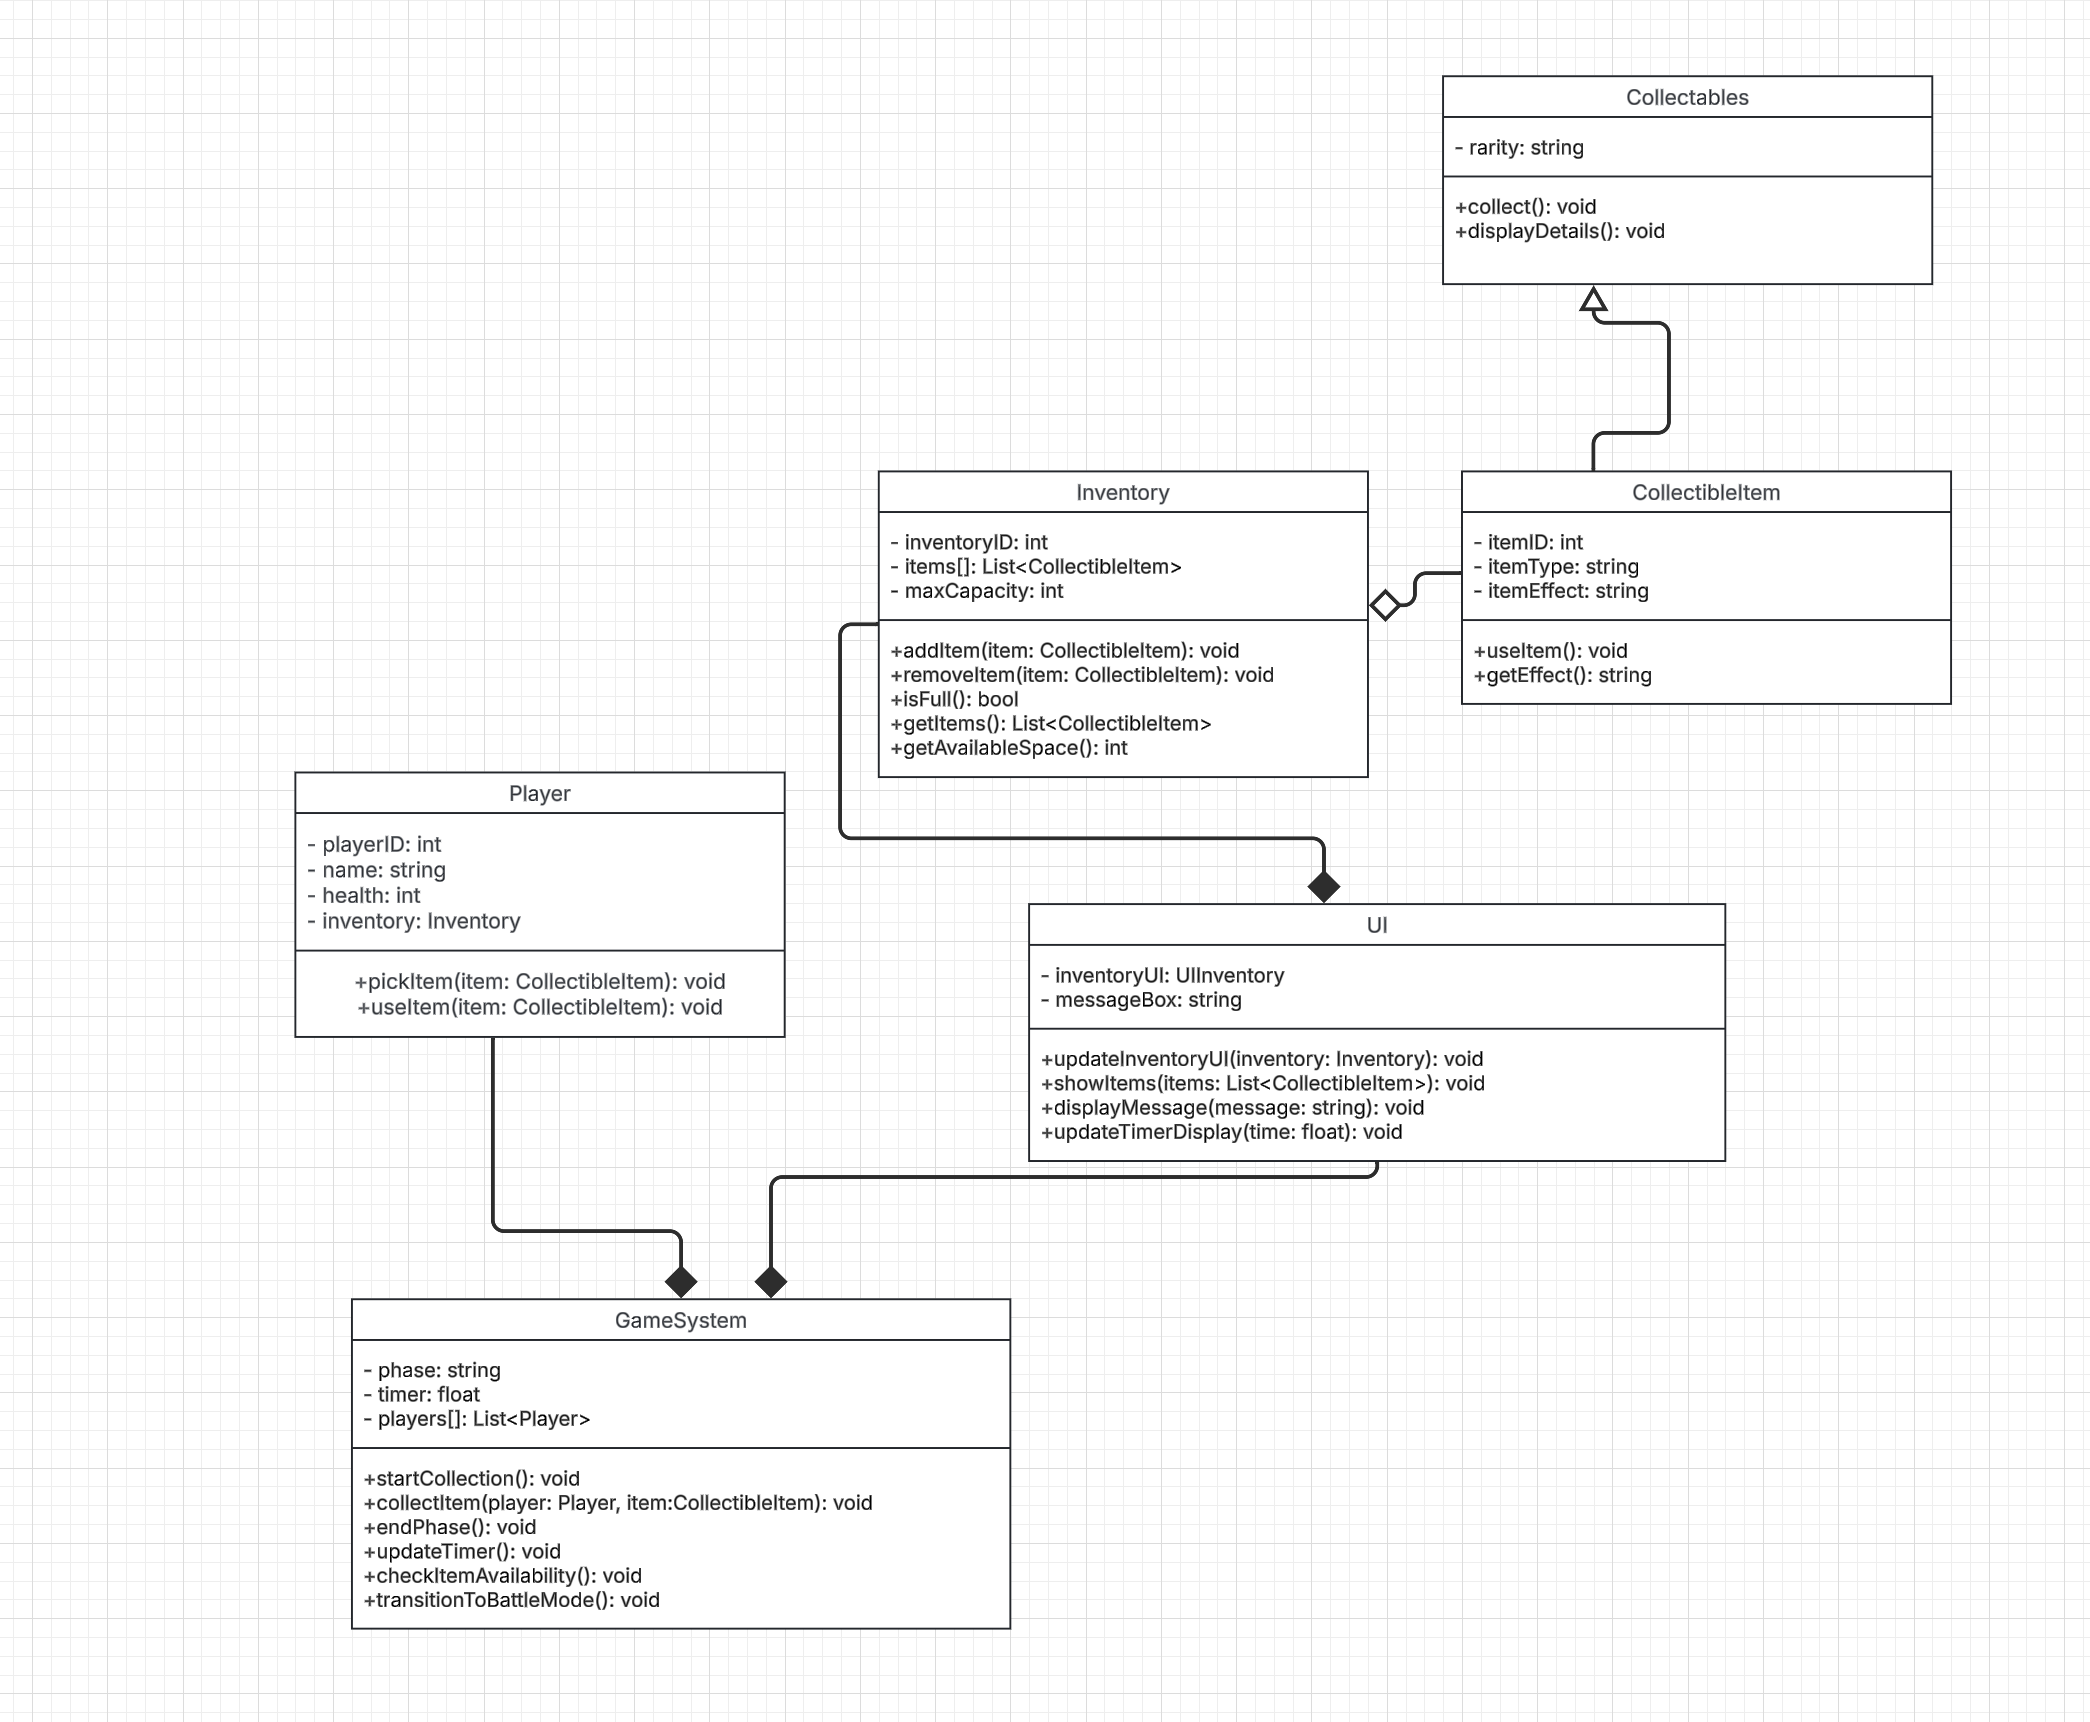 Collectables
- rarity: string
+collect(): void
+displayDetails(): void
Inventory
- inventoryID: int
- items[]: List<CollectibleItem>
- maxCapacity: int
+addItem(item: CollectibleItem): void
+removeItem(item: CollectibleItem): void
+isFull(): bool
+getItems(): List<CollectibleItem>
+getAvailableSpace(): int
CollectibleItem
- itemID: int
- itemType: string
- itemEffect: string
+useItem(): void
+getEffect(): string
Player
- playerID: int
- name: string
- health: int
- inventory: Inventory
+pickItem(item: CollectibleItem): void
+useItem(item: CollectibleItem): void
UI
- inventoryUI: UIInventory
- messageBox: string
+updateInventoryUI(inventory: Inventory): void
+showItems(items: List<CollectibleItem>): void
+displayMessage(message: string): void
+updateTimerDisplay(time: float): void
GameSystem
- phase: string
- timer: float
- players[]: List<Player>
+startCollection(): void
+collectItem(player: Player, item:CollectibleItem): void
+endPhase(): void
+updateTimer(): void
+checkItemAvailability(): void
+transitionToBattleMode(): void